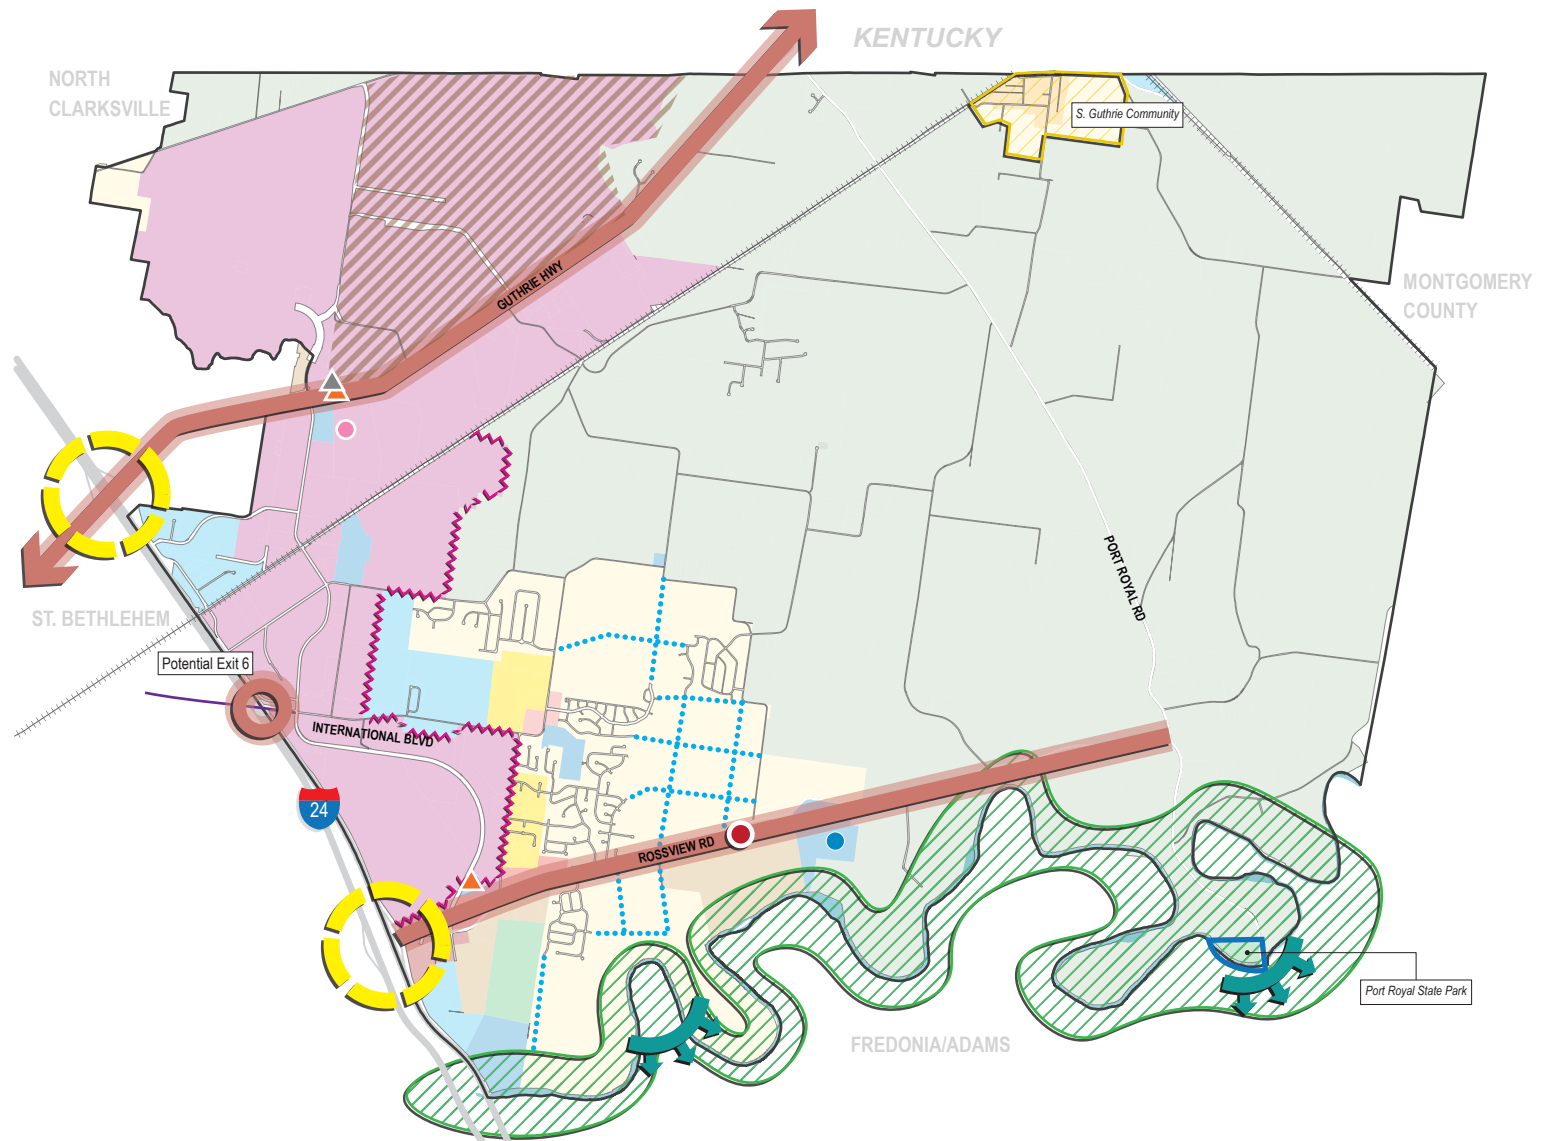 KENTUCKY
NORTH
CLARKSVILLE
S. Guthrie Community
GUTHRIE HWY
MONTGOMERY
COUNTY
PORT ROYAL RD
ST. BETHLEHEM
Potential Exit 6
INTERNATIONAL BLVD
24
ROSSVIEW RD
Port Royal State Park
FREDONIA/ADAMS